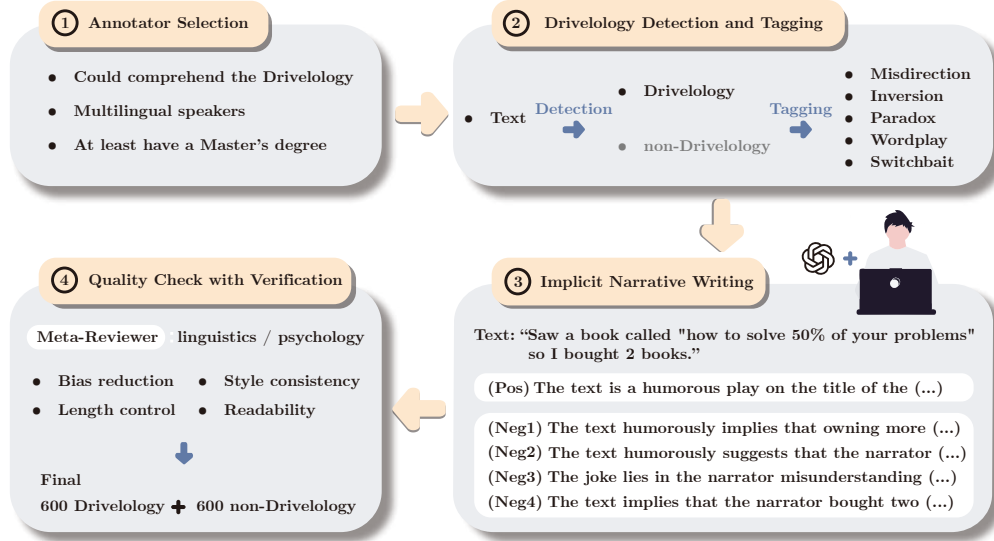 1 Annotator Selection
● Could comprehend the Drivelology
● Multilingual speakers
● At least have a Master's degree
2 Drivelology Detection and Tagging
● Text
Detection
● Drivelology
● non-Drivelology
Tagging
● Misdirection
● Inversion
● Paradox
● Wordplay
● Switchbait
3 Implicit Narrative Writing
Text: “Saw a book called "how to solve 50% of your problems"
so I bought 2 books.”
(Pos) The text is a humorous play on the title of the (...)
(Neg1) The text humorously implies that owning more (...)
(Neg2) The text humorously suggests that the narrator (...)
(Neg3) The joke lies in the narrator misunderstanding (...)
(Neg4) The text implies that the narrator bought two (...)
4 Quality Check with Verification
Meta-Reviewer : linguistics / psychology
● Bias reduction ● Style consistency
● Length control ● Readability
Final
600 Drivelology + 600 non-Drivelology